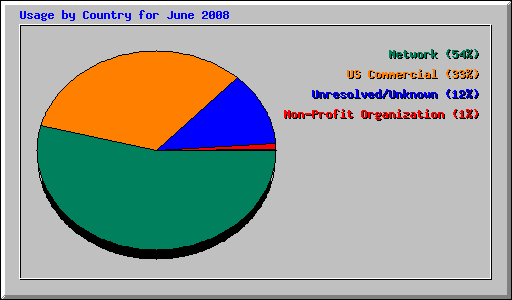 Usage by Country for June 2008
Network (54%)
US Commercial (33%)
Unresolved/Unknown (12%)
Non-Profit Organization (1%)